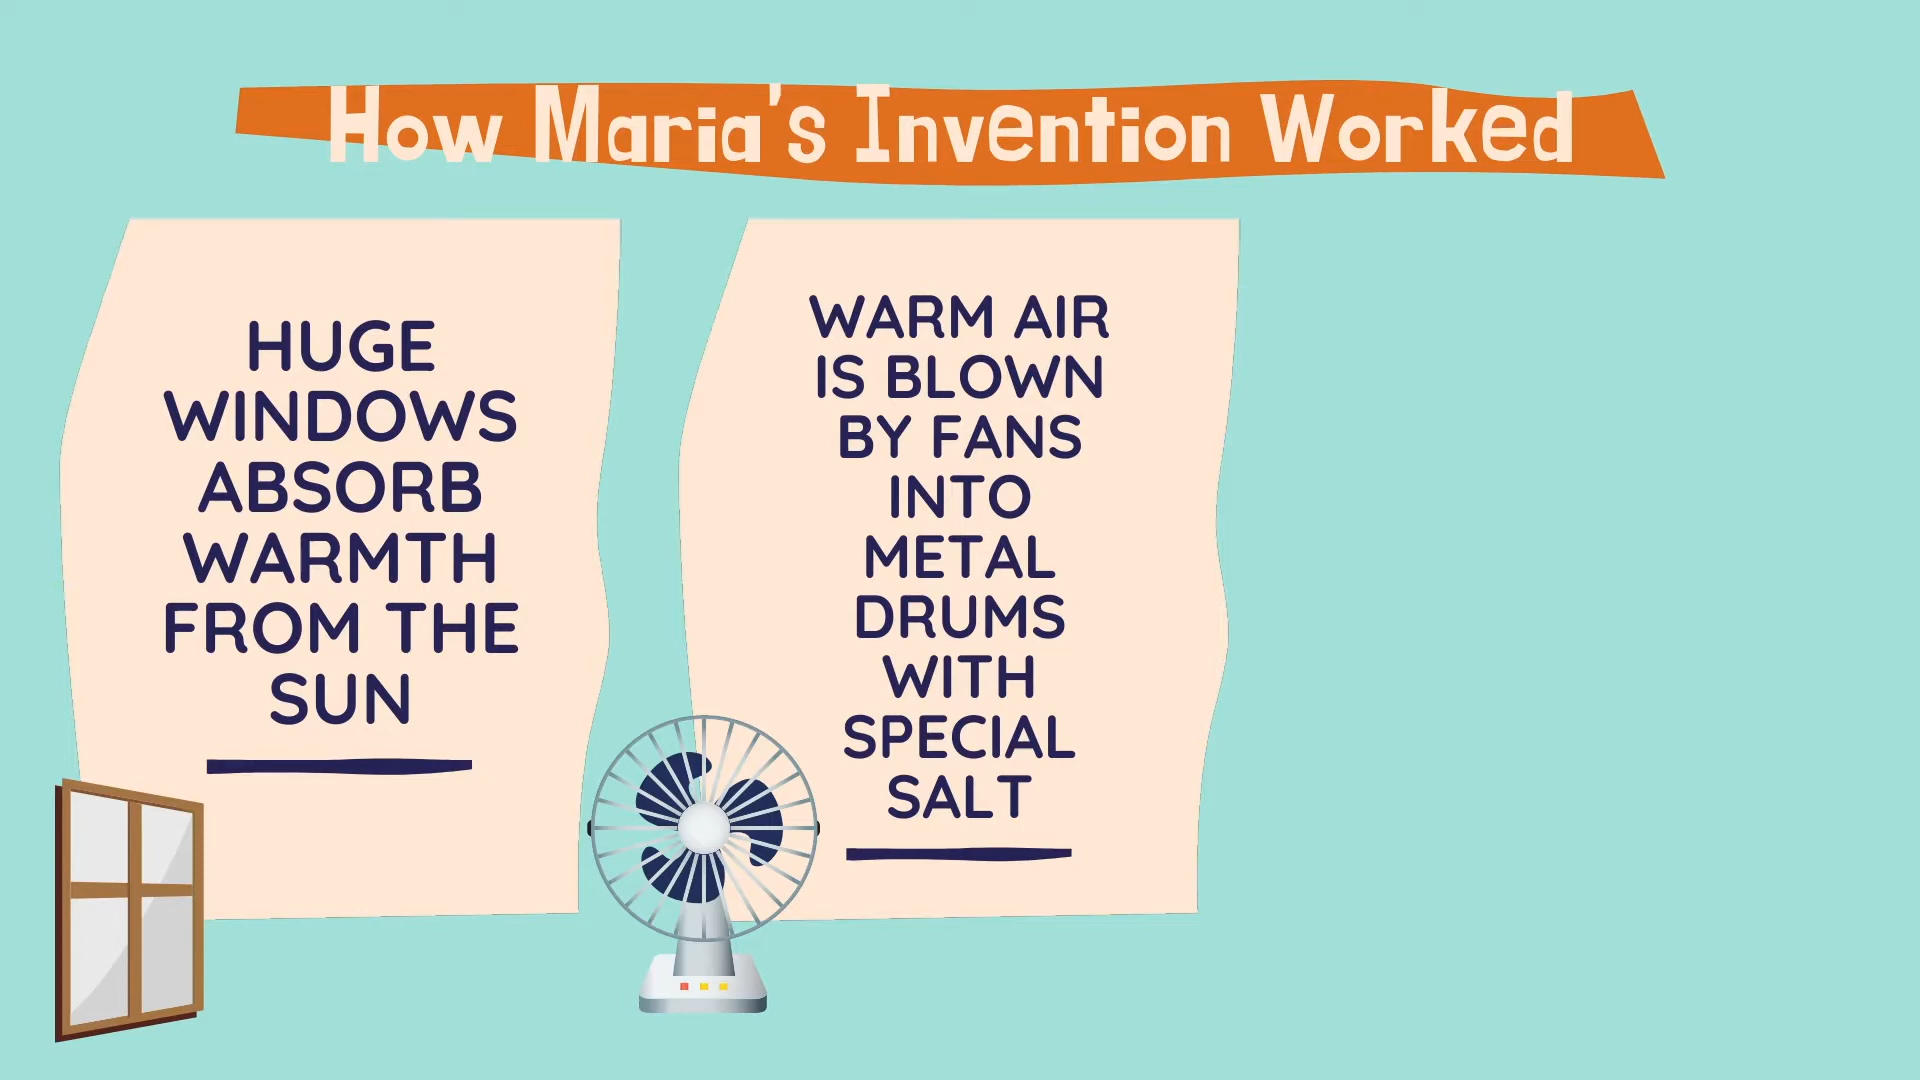 How Maria's Invention Worked
HUGE
WINDOWS
ABSORB
WARMTH
FROM THE
SUN
WARM AIR
IS BLOWN
BY FANS
INTO
METAL
DRUMS
WITH
SPECIAL
SALT